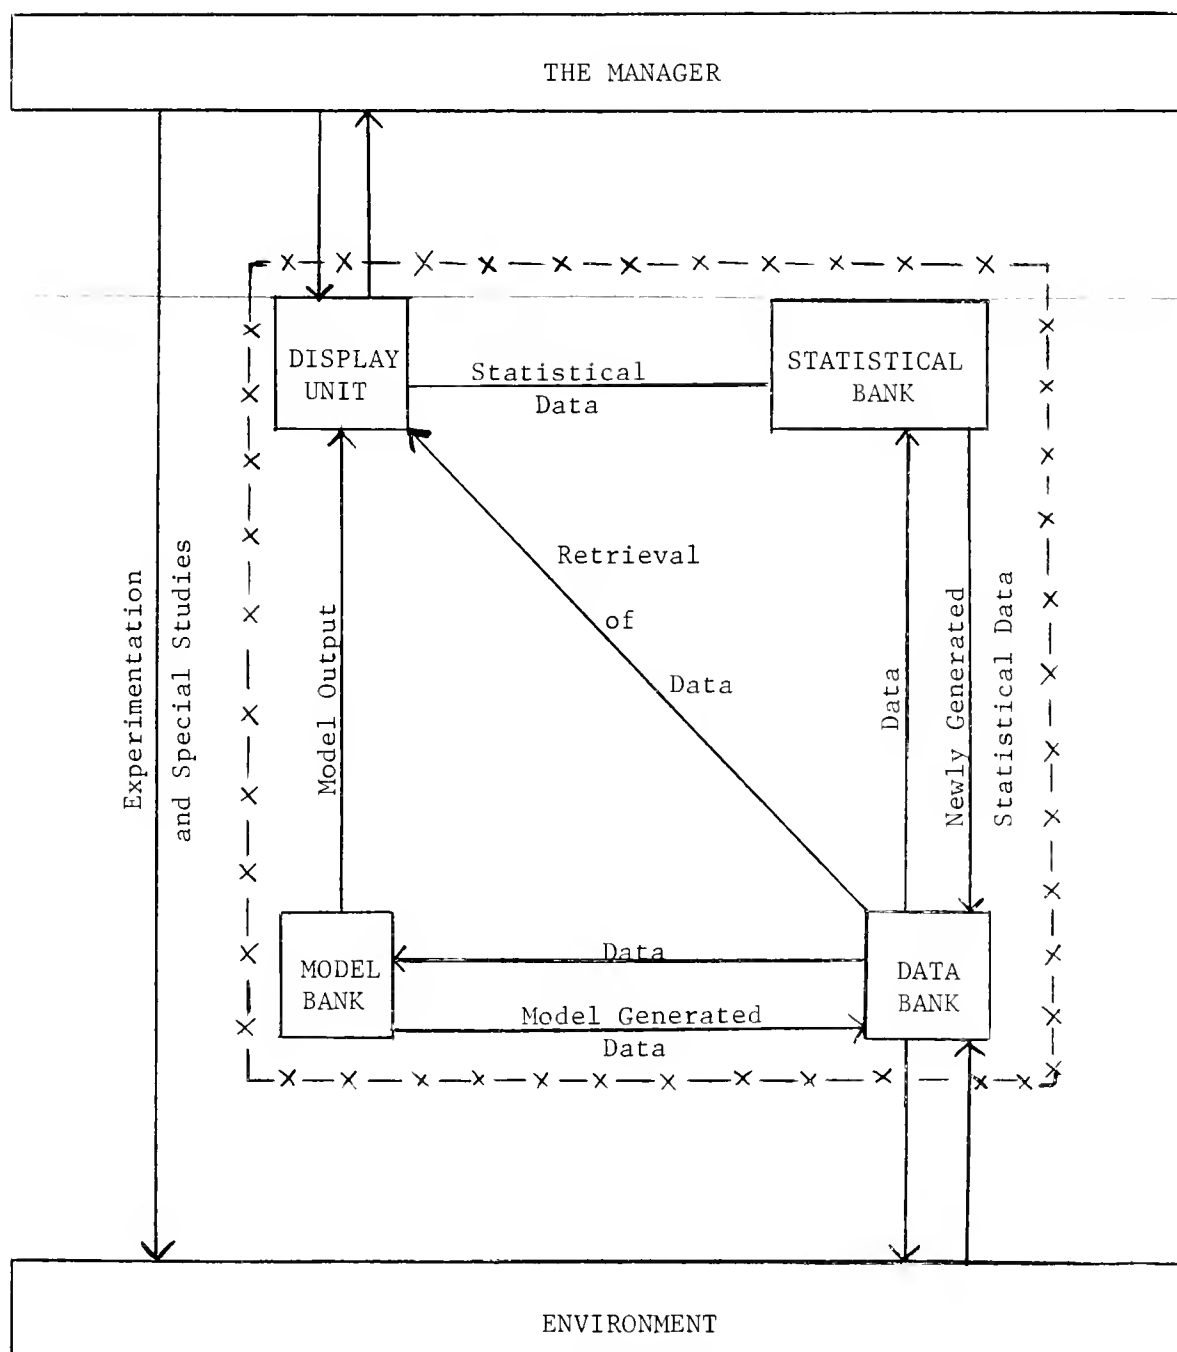 THE MANAGER
DISPLAY
UNIT
Statistical
Data
STATISTICAL
BANK
Experimentation
and Special Studies
Model Output
Retrieval
of
Data
Data
Newly Generated
Statistical Data
MODEL
BANK
Data
Model Generated
Data
DATA
BANK
ENVIRONMENT